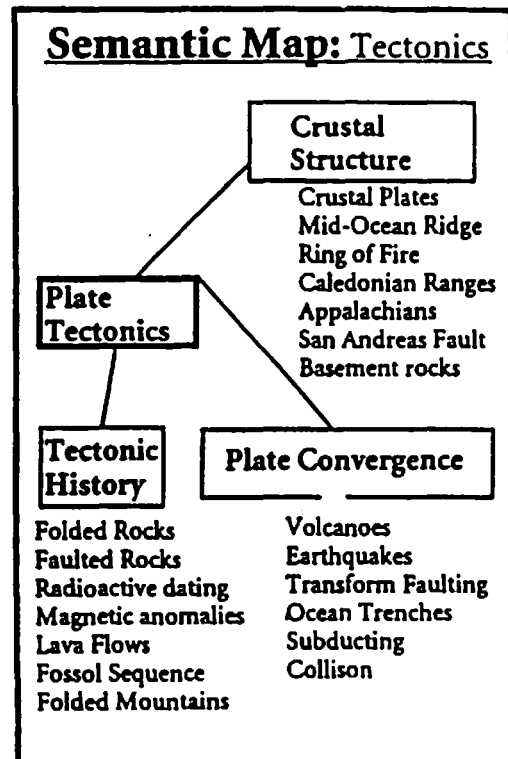 Semantic Map: Tectonics
Crustal
Structure
Crustal Plates
Mid-Ocean Ridge
Ring of Fire
Caledonian Ranges
Appalachians
San Andreas Fault
Basement rocks
Plate
Tectonics
Tectonic
History
Folded Rocks
Faulted Rocks
Radioactive dating
Magnetic anomalies
Lava Flows
Fossol Sequence
Folded Mountains
Plate Convergence
Volcanoes
Earthquakes
Transform Faulting
Ocean Trenches
Subducting
Collison